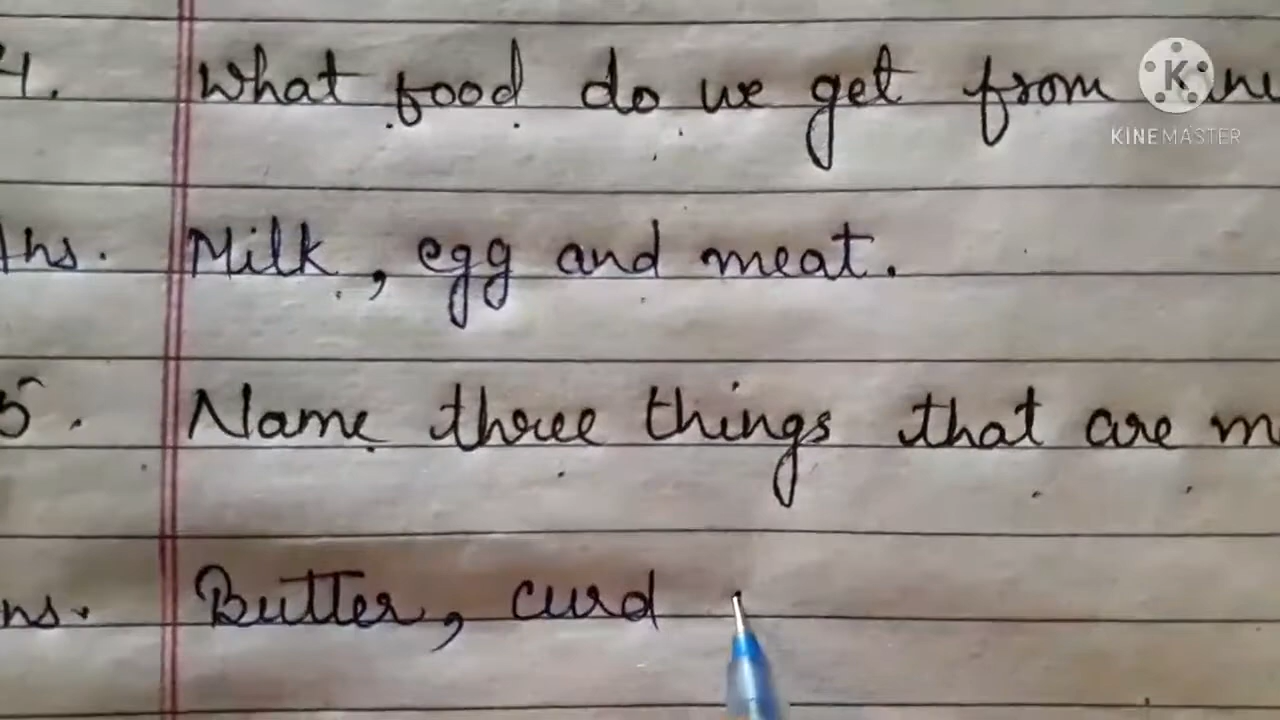 4. What food do we get from
KINEMASTER
Ans. Milk, egg and meat.
5. Name three things that are
Ans. Butter, curd